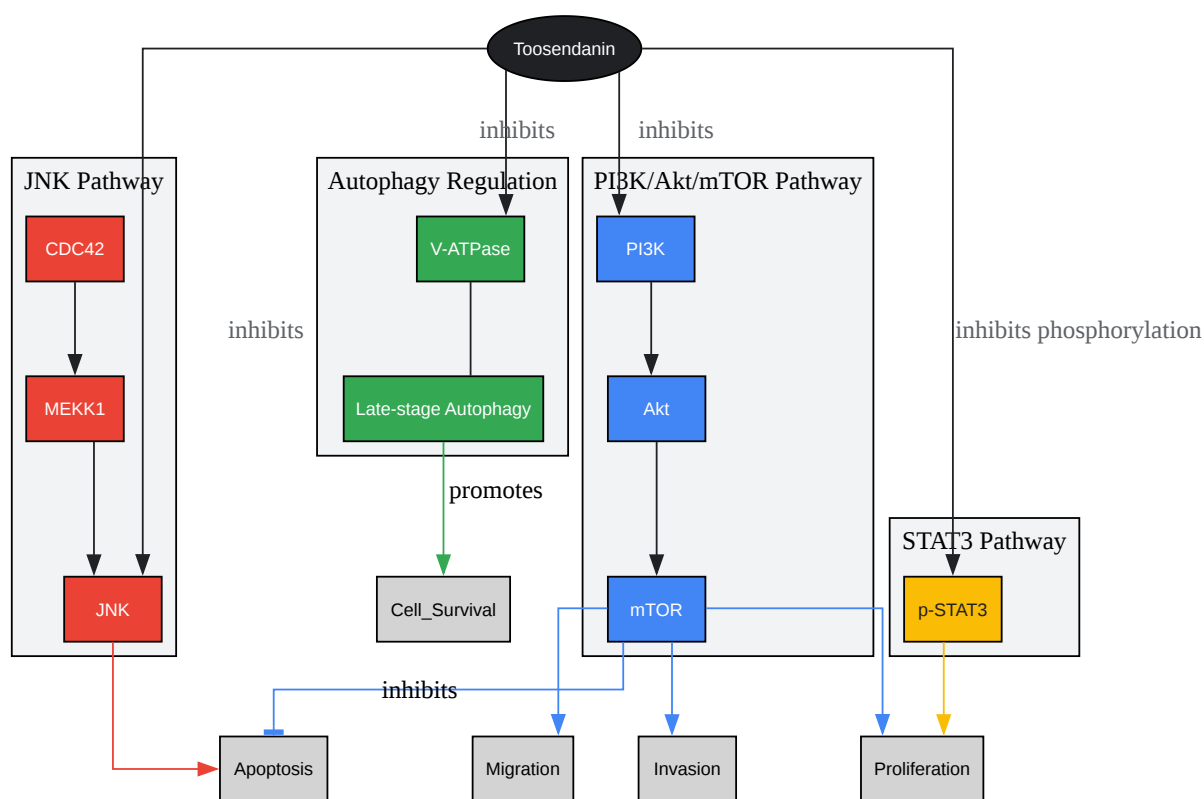 Toosendanin
inhibits
inhibits
JNK Pathway
Autophagy Regulation
PI3K/Akt/mTOR Pathway
CDC42
V-ATPase
PI3K
inhibits
inhibits phosphorylation
MEKK1
Late-stage Autophagy
Akt
promotes
STAT3 Pathway
JNK
Cell_Survival
mTOR
p-STAT3
inhibits
Apoptosis
Migration
Invasion
Proliferation